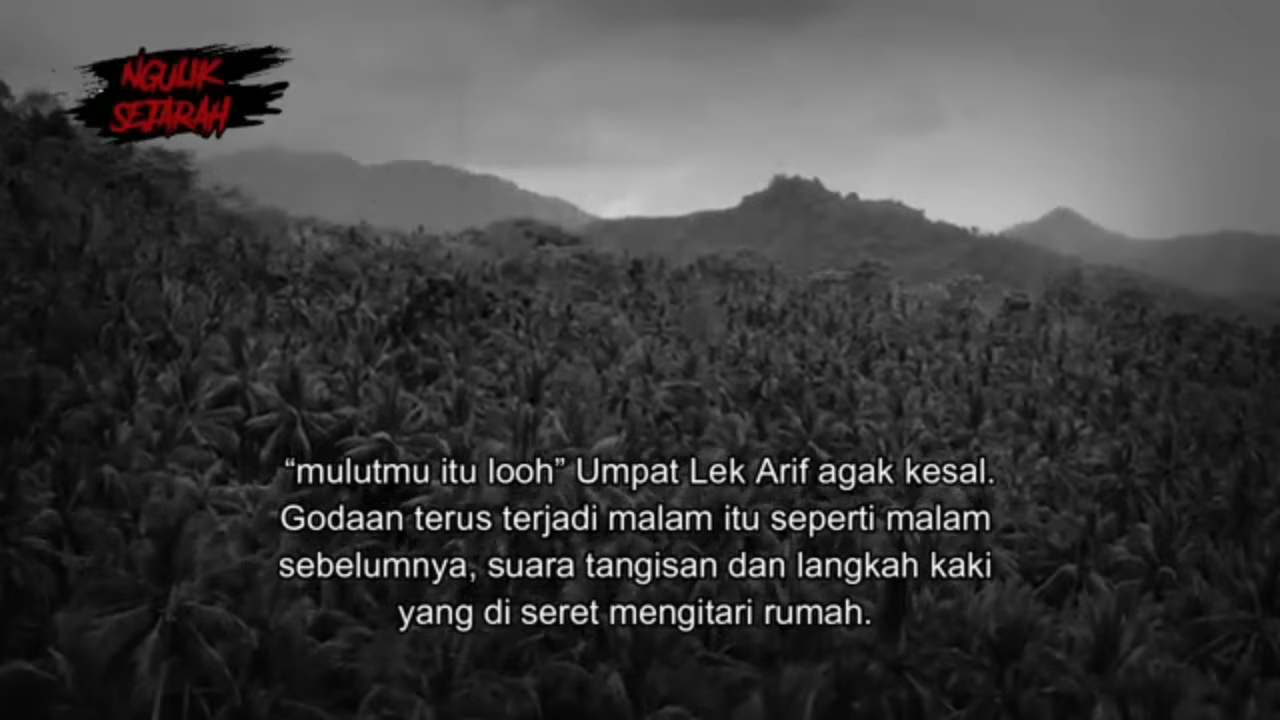 NGULIK
SEJARAH
“mulutmu itu looh” Umpat Lek Arif agak kesal.
Godaan terus terjadi malam itu seperti malam
sebelumnya, suara tangisan dan langkah kaki
yang di seret mengitari rumah.